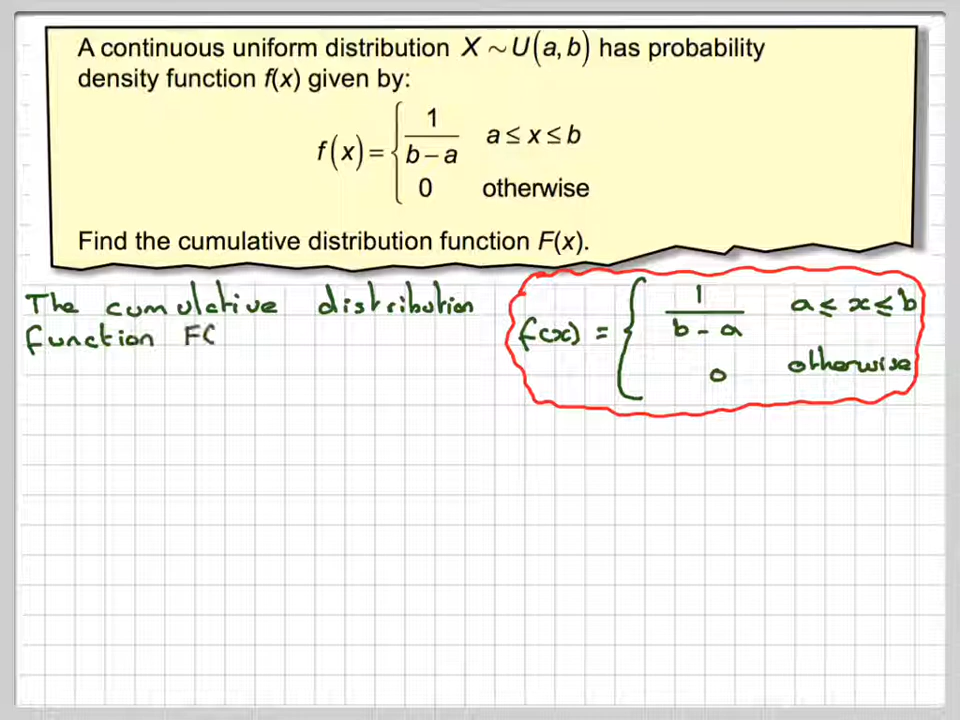 A continuous uniform distribution X ~ U(a, b) has probability
density function f(x) given by:
f(x) = { 1/(b – a) a ≤ x ≤ b
0 otherwise
Find the cumulative distribution function F(x).
The cumulative distribution
function F(
f(x) = { 1/(b - a) a ≤ x ≤ b
0 otherwise